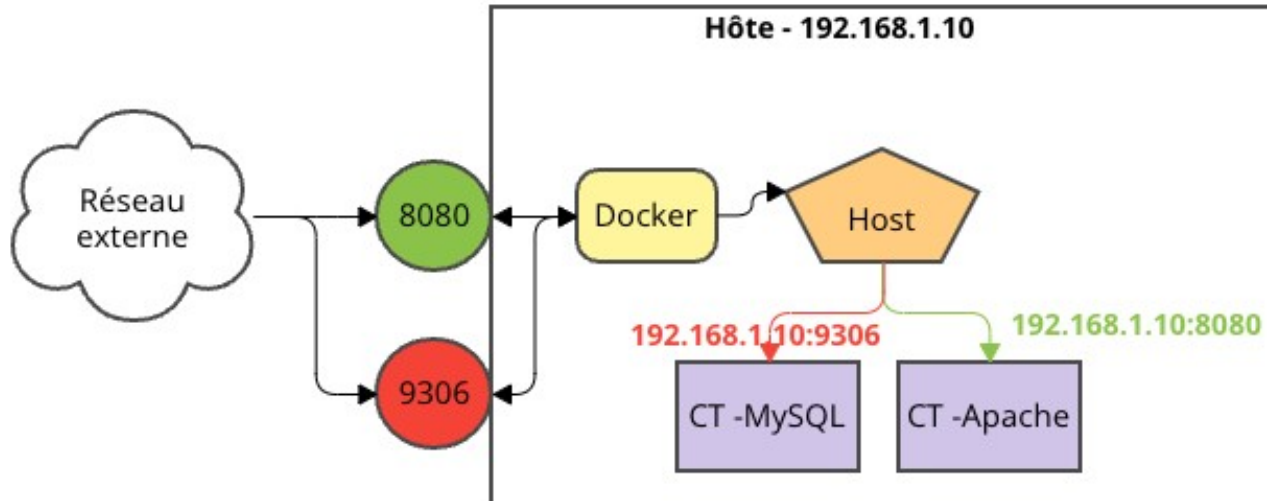 Hôte - 192.168.1.10
Réseau
externe
8080
Docker
Host
192.168.1.10:9306
192.168.1.10:8080
9306
CT -MySQL
CT -Apache